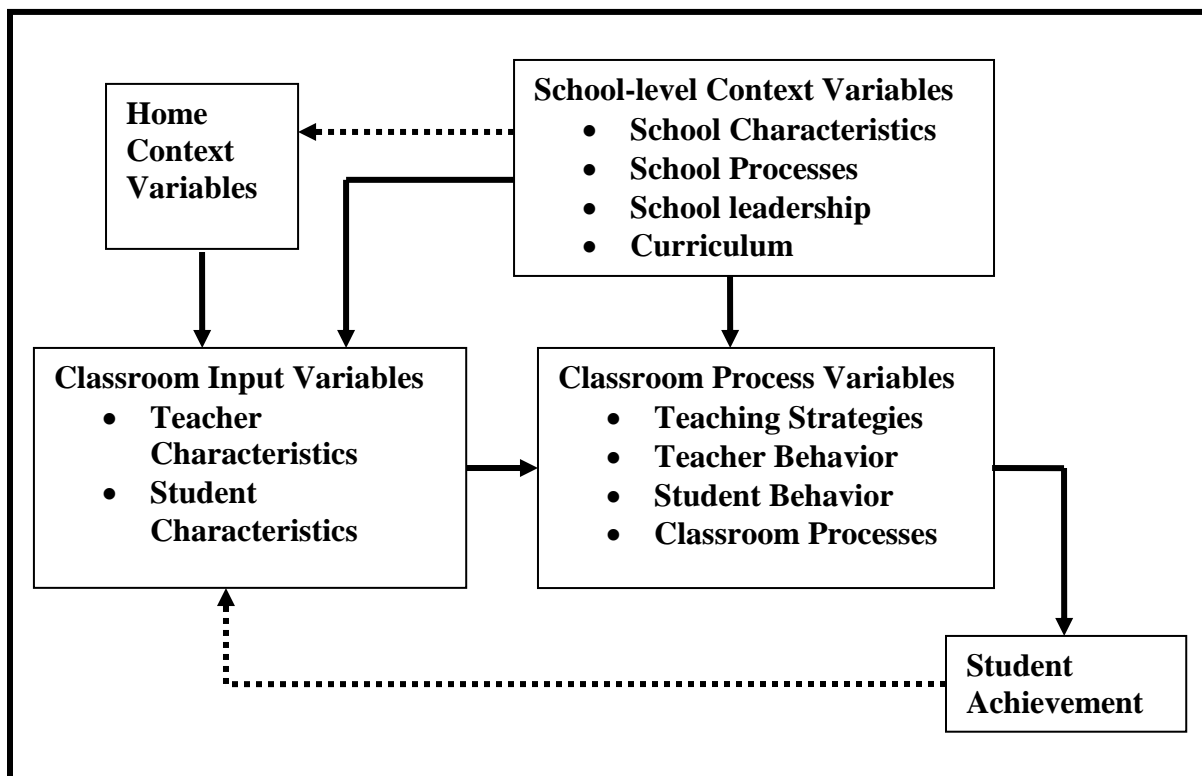 Home
Context
Variables
School-level Context Variables
• School Characteristics
• School Processes
• School leadership
• Curriculum
Classroom Input Variables
• Teacher
Characteristics
• Student
Characteristics
Classroom Process Variables
• Teaching Strategies
• Teacher Behavior
• Student Behavior
• Classroom Processes
Student
Achievement